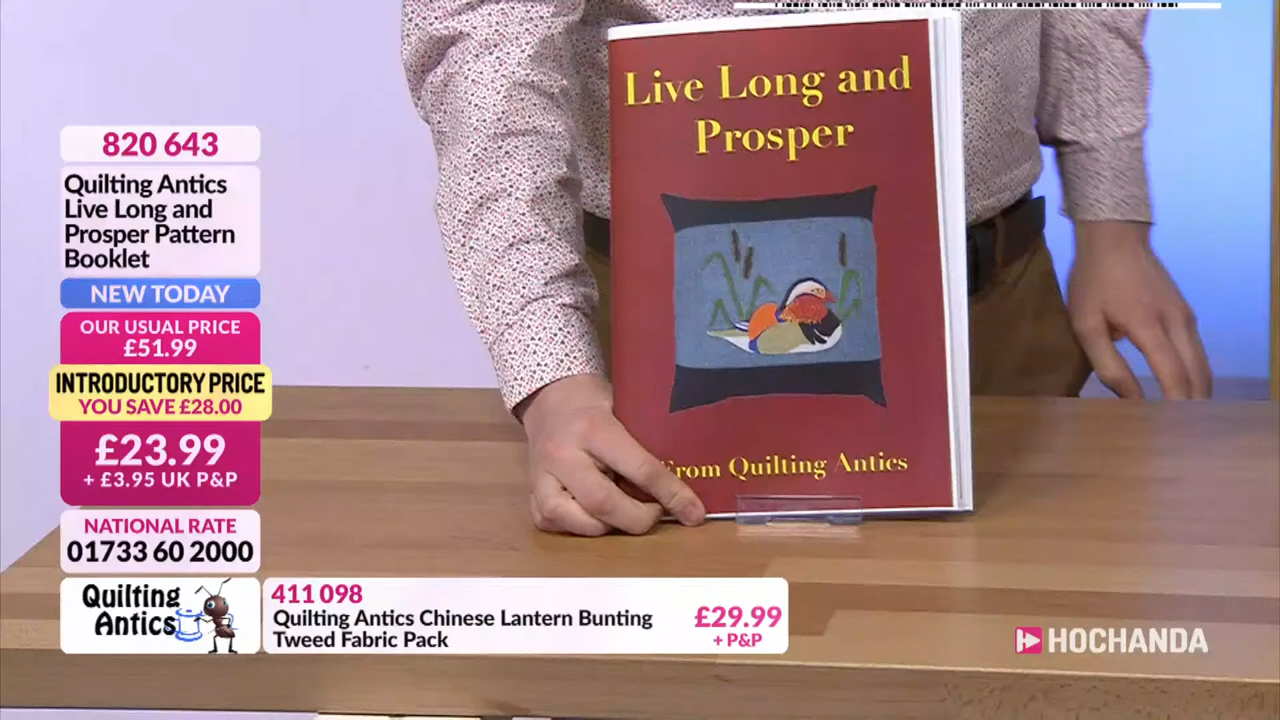 820 643
Quilting Antics
Live Long and
Prosper Pattern
Booklet
NEW TODAY
OUR USUAL PRICE
£51.99
INTRODUCTORY PRICE
YOU SAVE £28.00
£23.99
+ £3.95 UK P&P
NATIONAL RATE
01733 60 2000
Quilting
Antics
411 098
Quilting Antics Chinese Lantern Bunting
Tweed Fabric Pack
£29.99
+ P&P
Live Long and
Prosper
From Quilting Antics
HOCHANDA